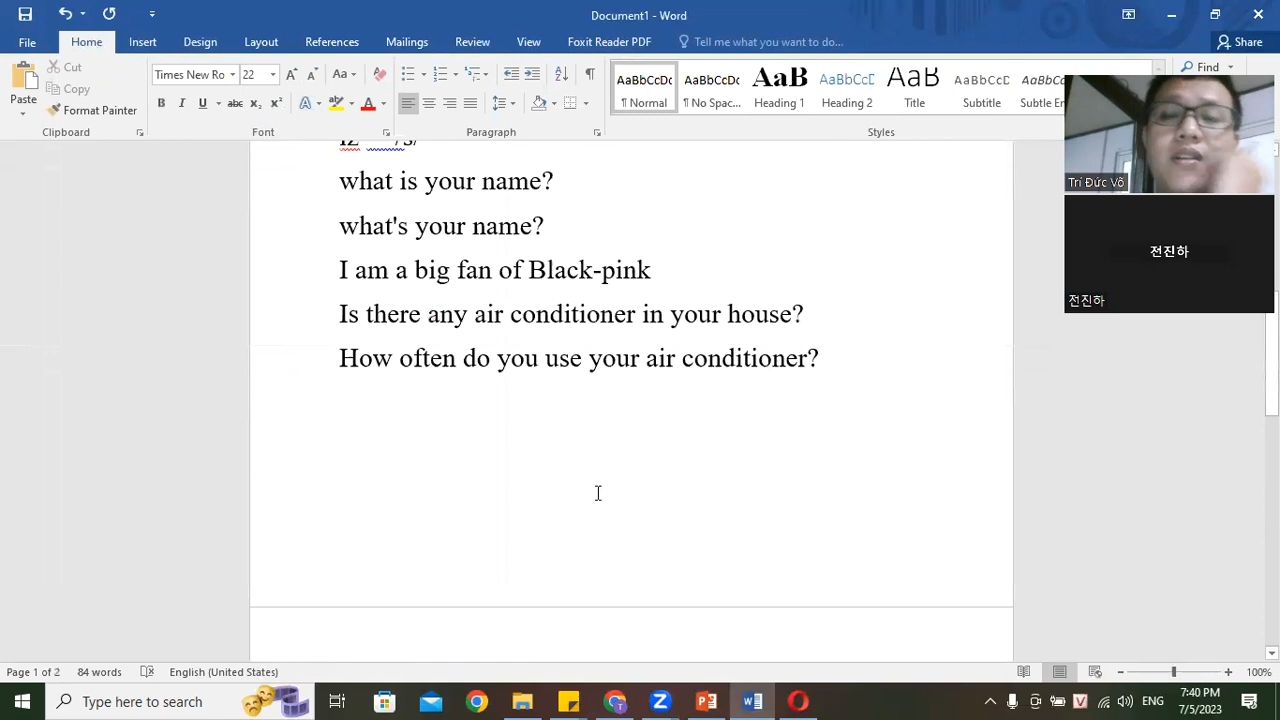 Document1 - Word
File Home Insert Design Layout References Mailings Review View Foxit Reader PDF Tell me what you want to do... Share
Paste
Cut
Copy
Format Painter
Clipboard
Times New Ro 22
Font
Paragraph
AaBbCcDc AaBbCcDc AaB AaBbCcD AaB AaBbCcD
¶ Normal ¶ No Spac... Heading Heading 2 Title Subtitle Subtle
Styles
Find
what is your name?
what's your name?
I am a big fan of Black-pink
Is there any air conditioner in your house?
How often do you use your air conditioner?
Trí Đức Võ
전진하
전진하
Page 1 of 2 84 words English (United States) 100%
Type here to search
ENG
7:40 PM
7/5/2023